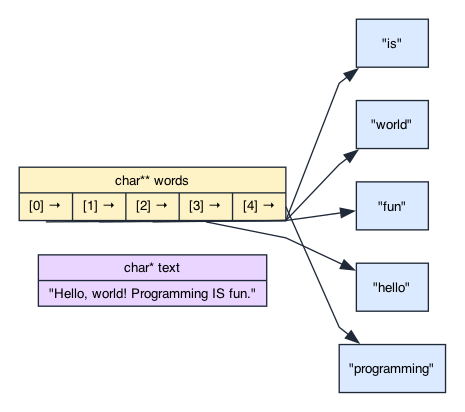 "is"
"world"
char** words
[0] → [1] → [2] → [3] → [4] →
"fun"
char* text
"Hello, world! Programming IS fun."
"hello"
"programming"